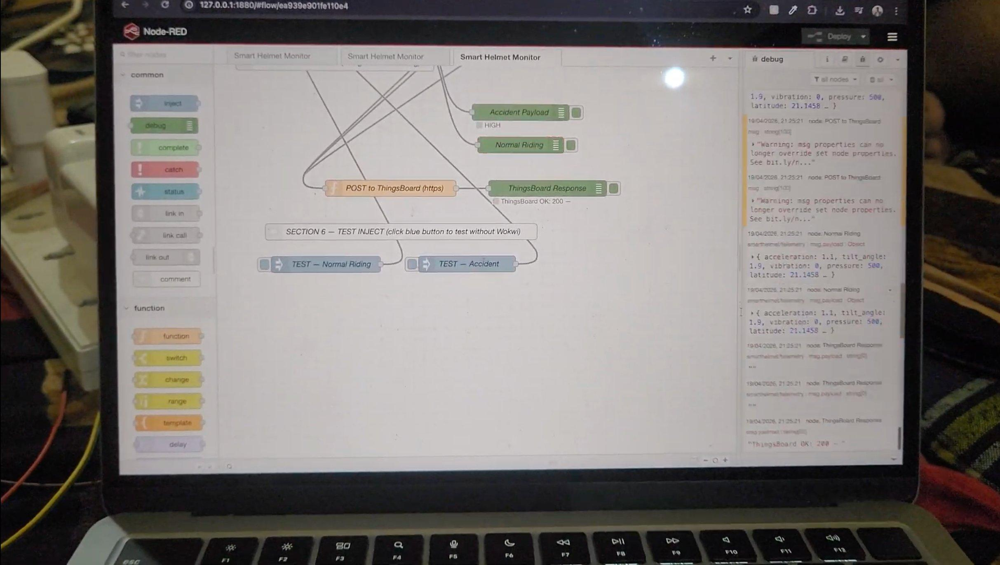 127.0.0.1:1880/#flow/ea939e901fe110e4
Node-RED
Deploy
filter nodes
Smart Helmet Monitor
Smart Helmet Monitor
Smart Helmet Monitor
debug
common
inject
debug
complete
catch
status
link in
link call
link out
comment
function
function
switch
change
range
template
delay
Accident Payload
HIGH
Normal Riding
POST to ThingsBoard (https)
ThingsBoard Response
ThingsBoard OK: 200 —
SECTION 6 — TEST INJECT (click blue button to test without Wokwi)
TEST — Normal Riding
TEST — Accident
all nodes
all
1.9, vibration: 0, pressure: 500,
latitude: 21.1458 … }
19/04/2026, 21:25:21 node: POST to ThingsBoard
msg : string[100]
"Warning: msg properties can no
longer override set node properties.
See bit.ly/n..."
19/04/2026, 21:25:21 node: POST to ThingsBoard
msg : string[100]
"Warning: msg properties can no
longer override set node properties.
See bit.ly/n..."
19/04/2026, 21:25:21 node: Normal Riding
smarthelmet/telemetry : msg.payload : Object
{ acceleration: 1.1, tilt_angle:
1.9, vibration: 0, pressure: 500,
latitude: 21.1458 … }
19/04/2026, 21:25:21 node: Normal Riding
smarthelmet/telemetry : msg.payload : Object
{ acceleration: 1.1, tilt_angle:
1.9, vibration: 0, pressure: 500,
latitude: 21.1458 … }
19/04/2026, 21:25:21 node: ThingsBoard Response
smarthelmet/telemetry : msg.payload : string[0]
""
19/04/2026, 21:25:21 node: ThingsBoard Response
smarthelmet/telemetry : msg.payload : string[0]
""
19/04/2026, 21:25:21 node: ThingsBoard Response
"ThingsBoard OK: 200 — "
esc
F1
F2
F3
F4
F5
F6
F7
F8
F9
F10
F11
F12